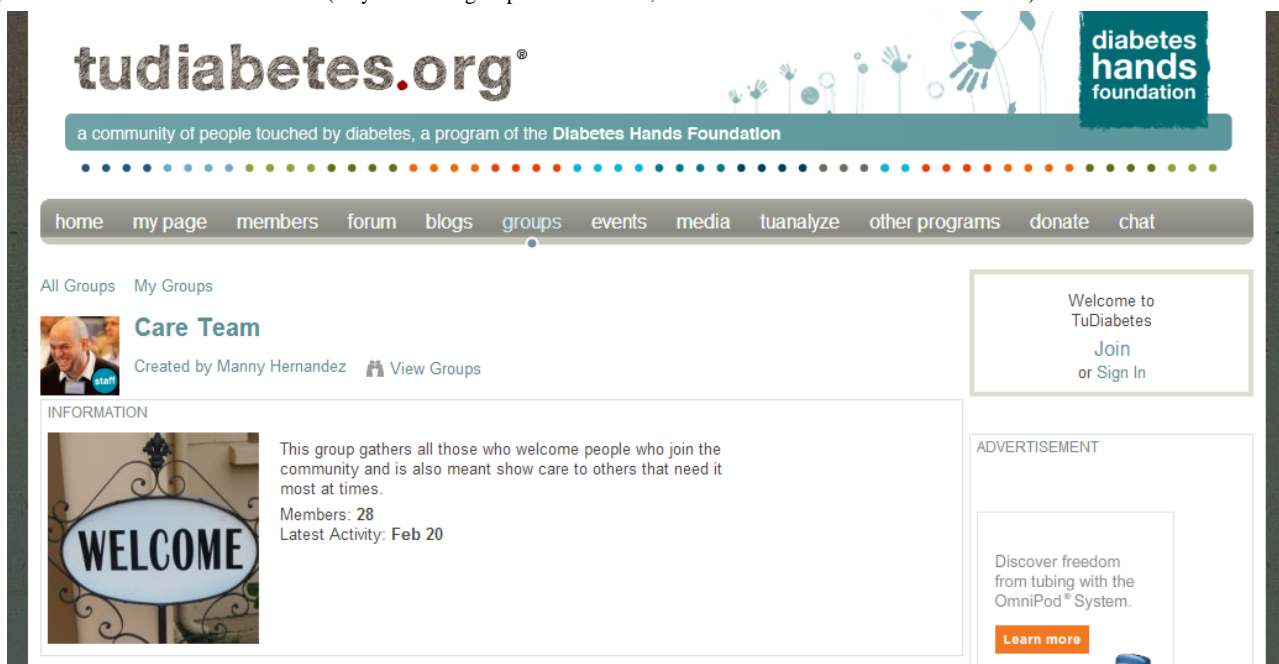 tudiabetes.org®
diabetes
hands
foundation
a community of people touched by diabetes, a program of the Diabetes Hands Foundation
home my page members forum blogs groups events media tuanalyze other programs donate chat
All Groups My Groups
Care Team
Created by Manny Hernandez View Groups
staff
INFORMATION
WELCOME
This group gathers all those who welcome people who join the
community and is also meant show care to others that need it
most at times.
Members: 28
Latest Activity: Feb 20
Welcome to
TuDiabetes
Join
or Sign In
ADVERTISEMENT
Discover freedom
from tubing with the
OmniPod® System.
Learn more